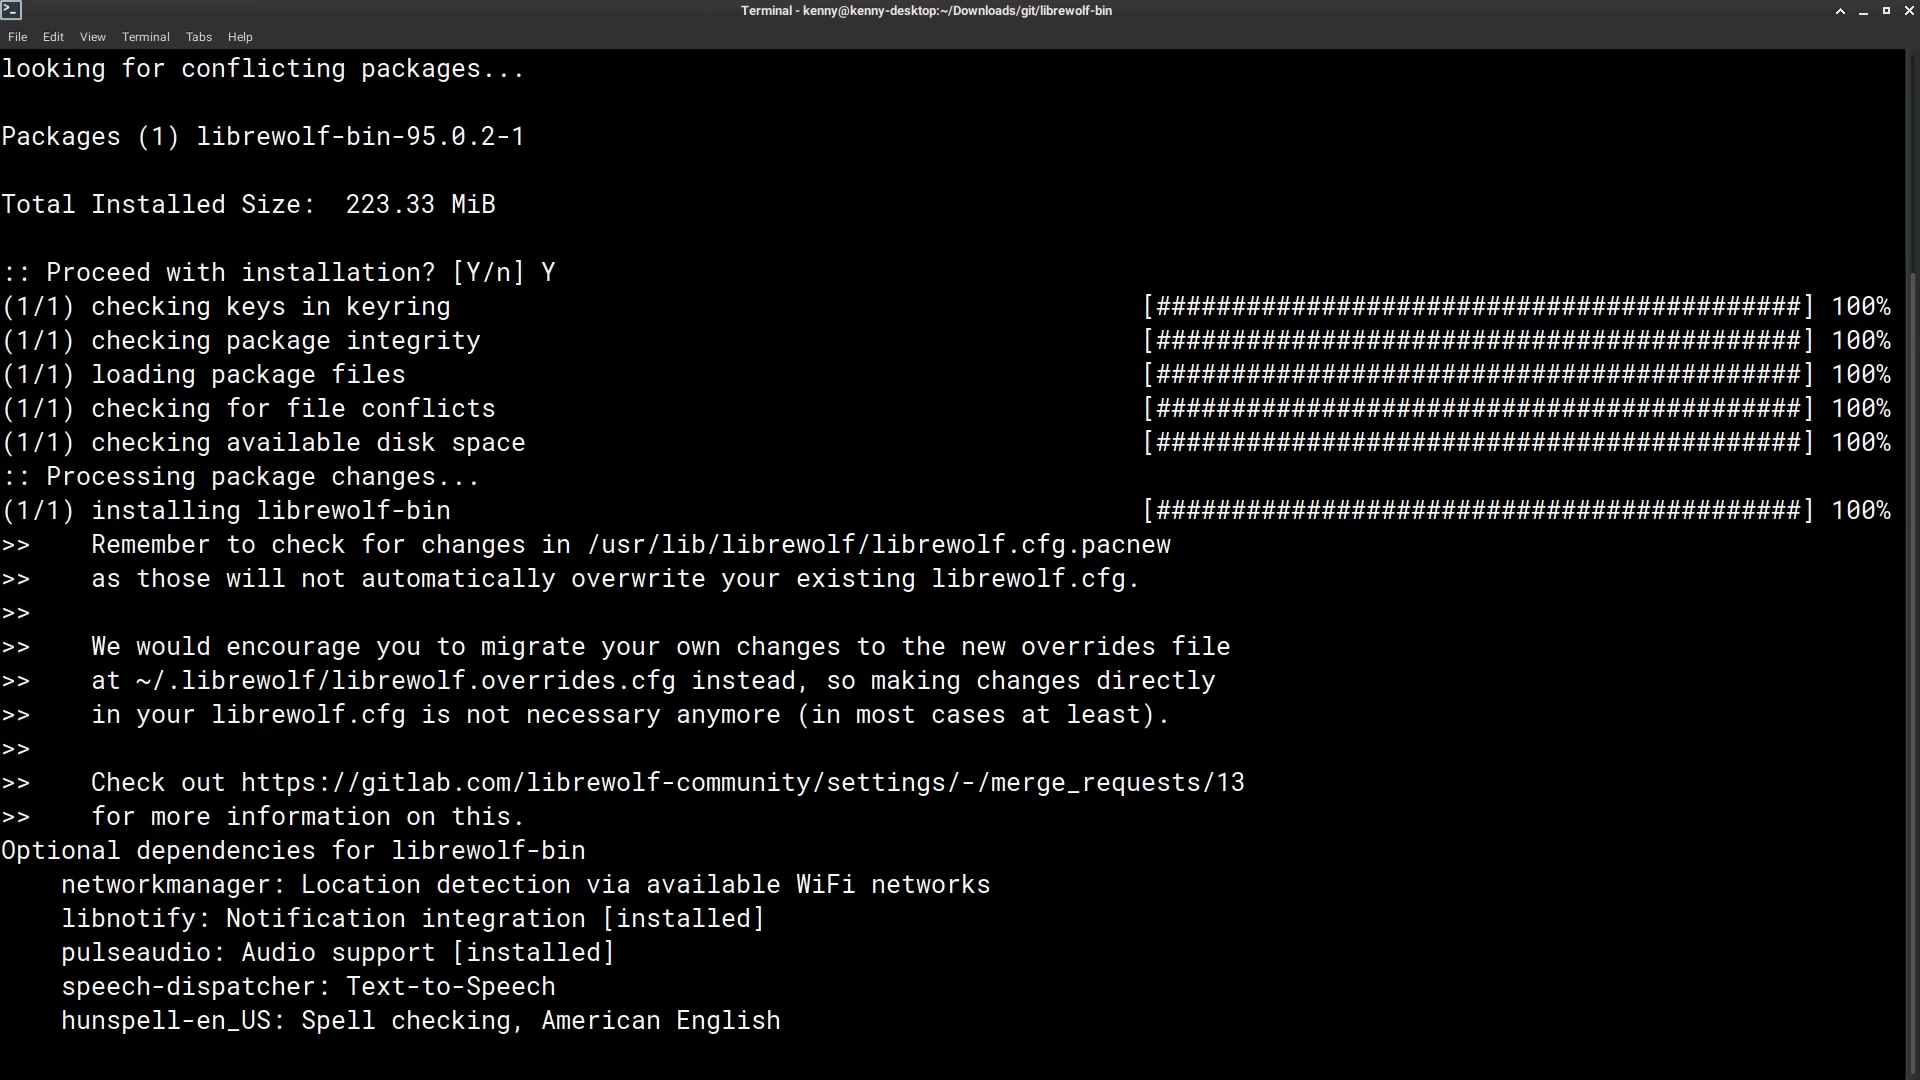 Terminal - kenny@kenny-desktop:~/Downloads/git/librewolf-bin
File Edit View Terminal Tabs Help
looking for conflicting packages...
Packages (1) librewolf-bin-95.0.2-1
Total Installed Size:  223.33 MiB
:: Proceed with installation? [Y/n] Y
(1/1) checking keys in keyring [###########################################] 100%
(1/1) checking package integrity [###########################################] 100%
(1/1) loading package files [###########################################] 100%
(1/1) checking for file conflicts [###########################################] 100%
(1/1) checking available disk space [###########################################] 100%
:: Processing package changes...
(1/1) installing librewolf-bin [###########################################] 100%
>>    Remember to check for changes in /usr/lib/librewolf/librewolf.cfg.pacnew
>>    as those will not automatically overwrite your existing librewolf.cfg.
>>
>>    We would encourage you to migrate your own changes to the new overrides file
>>    at ~/.librewolf/librewolf.overrides.cfg instead, so making changes directly
>>    in your librewolf.cfg is not necessary anymore (in most cases at least).
>>
>>    Check out https://gitlab.com/librewolf-community/settings/-/merge_requests/13
>>    for more information on this.
Optional dependencies for librewolf-bin
    networkmanager: Location detection via available WiFi networks
    libnotify: Notification integration [installed]
    pulseaudio: Audio support [installed]
    speech-dispatcher: Text-to-Speech
    hunspell-en_US: Spell checking, American English